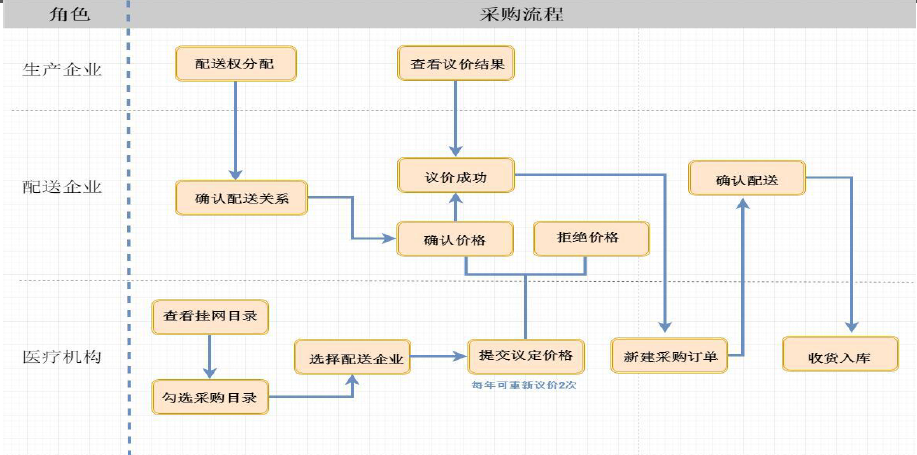 角色
采购流程
生产企业
配送权分配
查看议价结果
配送企业
确认配送关系
议价成功
确认配送
确认价格
拒绝价格
医疗机构
查看挂网目录
勾选采购目录
选择配送企业
提交议定价格
每年可重新议价2次
新建采购订单
收货入库